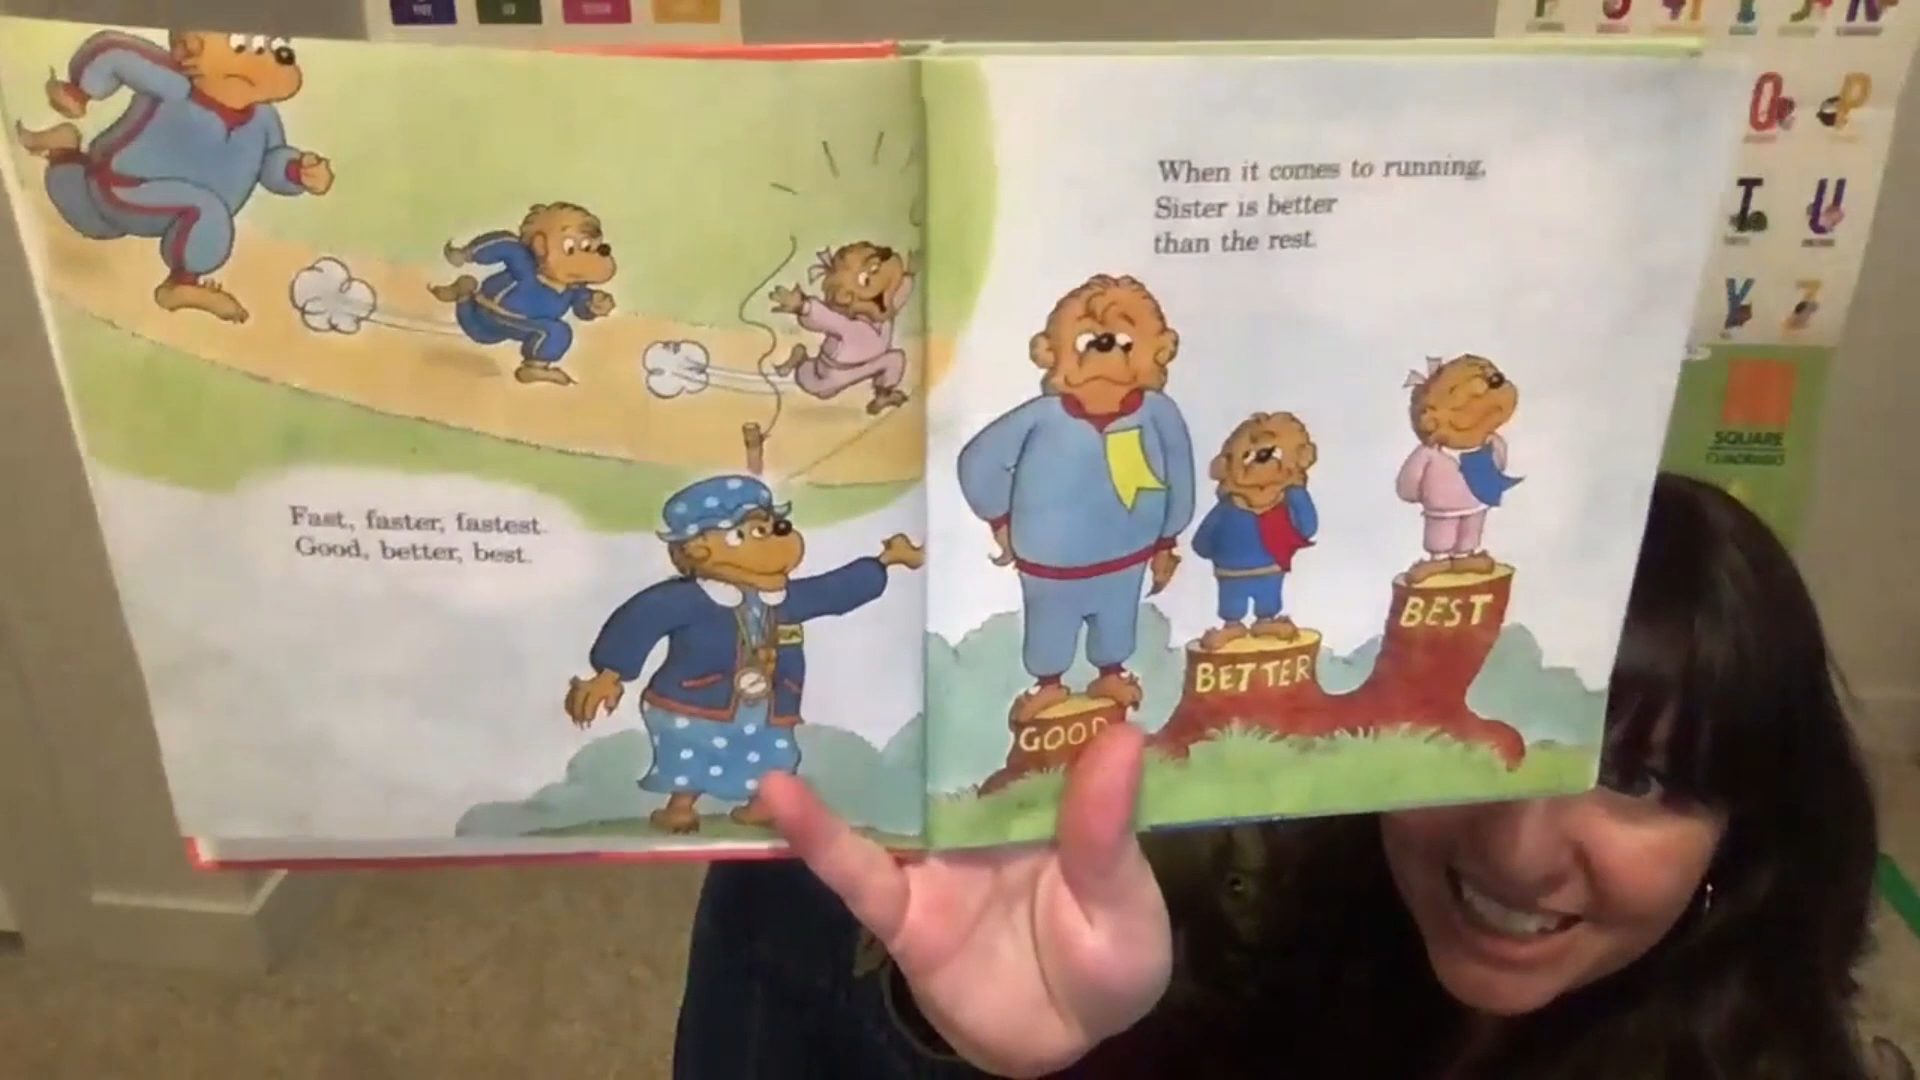 Fast, faster, fastest.
Good, better, best.
When it comes to running,
Sister is better
than the rest.
GOOD
BETTER
BEST
O P
T U
Y Z
SQUARE
CUADRADO